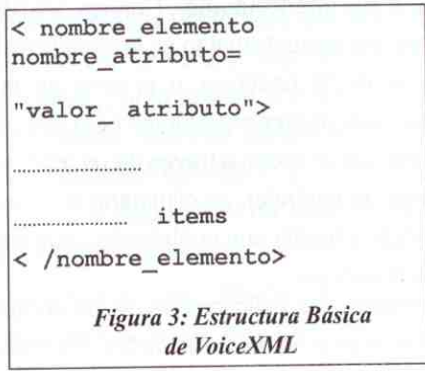 < nombre_elemento
nombre_atributo=
"valor_ atributo">
......................
.................... items
< /nombre_elemento>
Figura 3: Estructura Básica
de VoiceXML